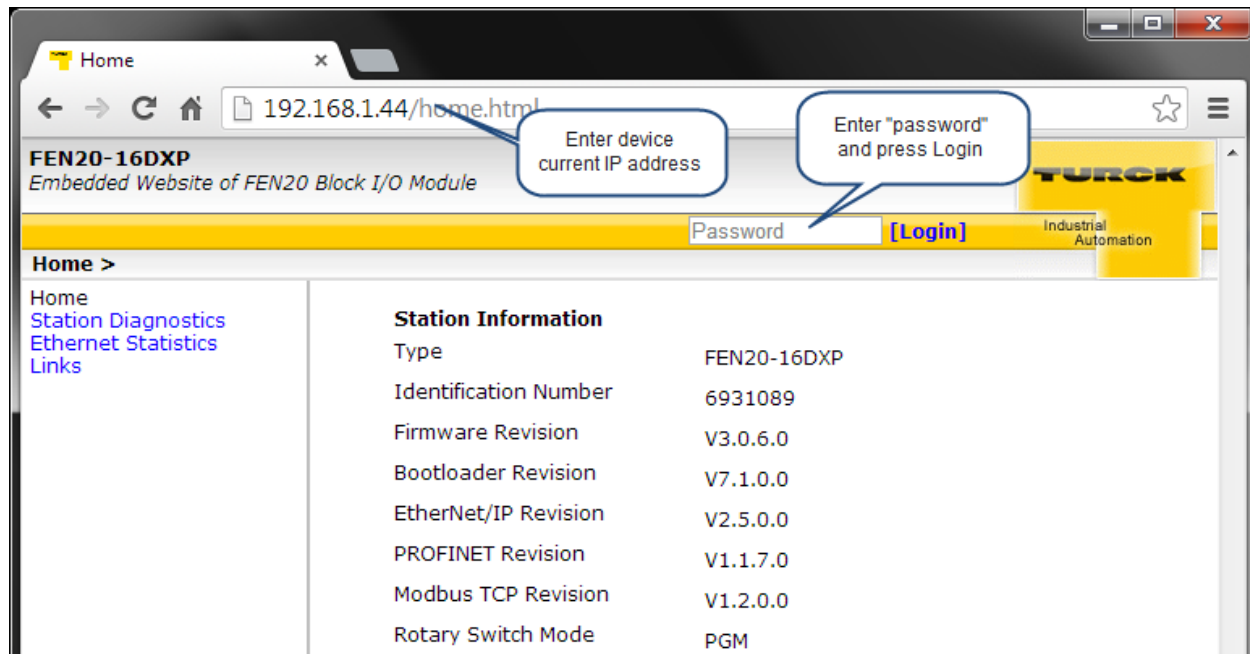 Home
192.168.1.44/home.html
Enter device
current IP address
Enter "password"
and press Login
FEN20-16DXP
Embedded Website of FEN20 Block I/O Module
TURCK
Password [Login]
Industrial
Automation
Home >
Home
Station Diagnostics
Ethernet Statistics
Links
Station Information
Type FEN20-16DXP
Identification Number 6931089
Firmware Revision V3.0.6.0
Bootloader Revision V7.1.0.0
EtherNet/IP Revision V2.5.0.0
PROFINET Revision V1.1.7.0
Modbus TCP Revision V1.2.0.0
Rotary Switch Mode PGM